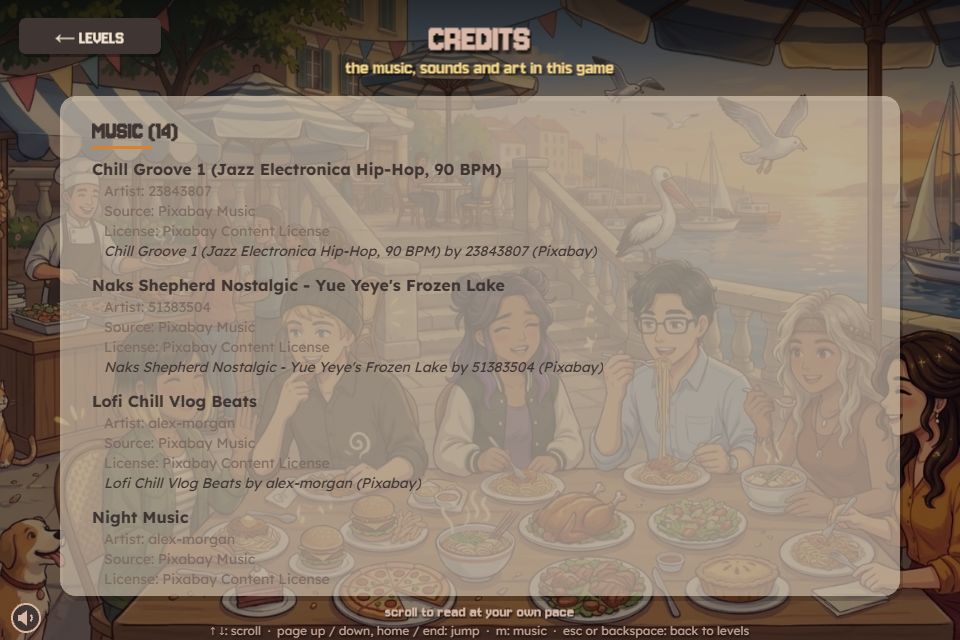 ← LEVELS
CREDITS
the music, sounds and art in this game
MUSIC (14)
Chill Groove 1 (Jazz Electronica Hip-Hop, 90 BPM)
Artist: 23843807
Source: Pixabay Music
License: Pixabay Content License
Chill Groove 1 (Jazz Electronica Hip-Hop, 90 BPM) by 23843807 (Pixabay)
Naks Shepherd Nostalgic - Yue Yeye's Frozen Lake
Artist: 51383504
Source: Pixabay Music
License: Pixabay Content License
Naks Shepherd Nostalgic - Yue Yeye's Frozen Lake by 51383504 (Pixabay)
Lofi Chill Vlog Beats
Artist: alex-morgan
Source: Pixabay Music
License: Pixabay Content License
Lofi Chill Vlog Beats by alex-morgan (Pixabay)
Night Music
Artist: alex-morgan
Source: Pixabay Music
License: Pixabay Content License
scroll to read at your own pace
↑ ↓: scroll · page up / down, home / end: jump · m: music · esc or backspace: back to levels